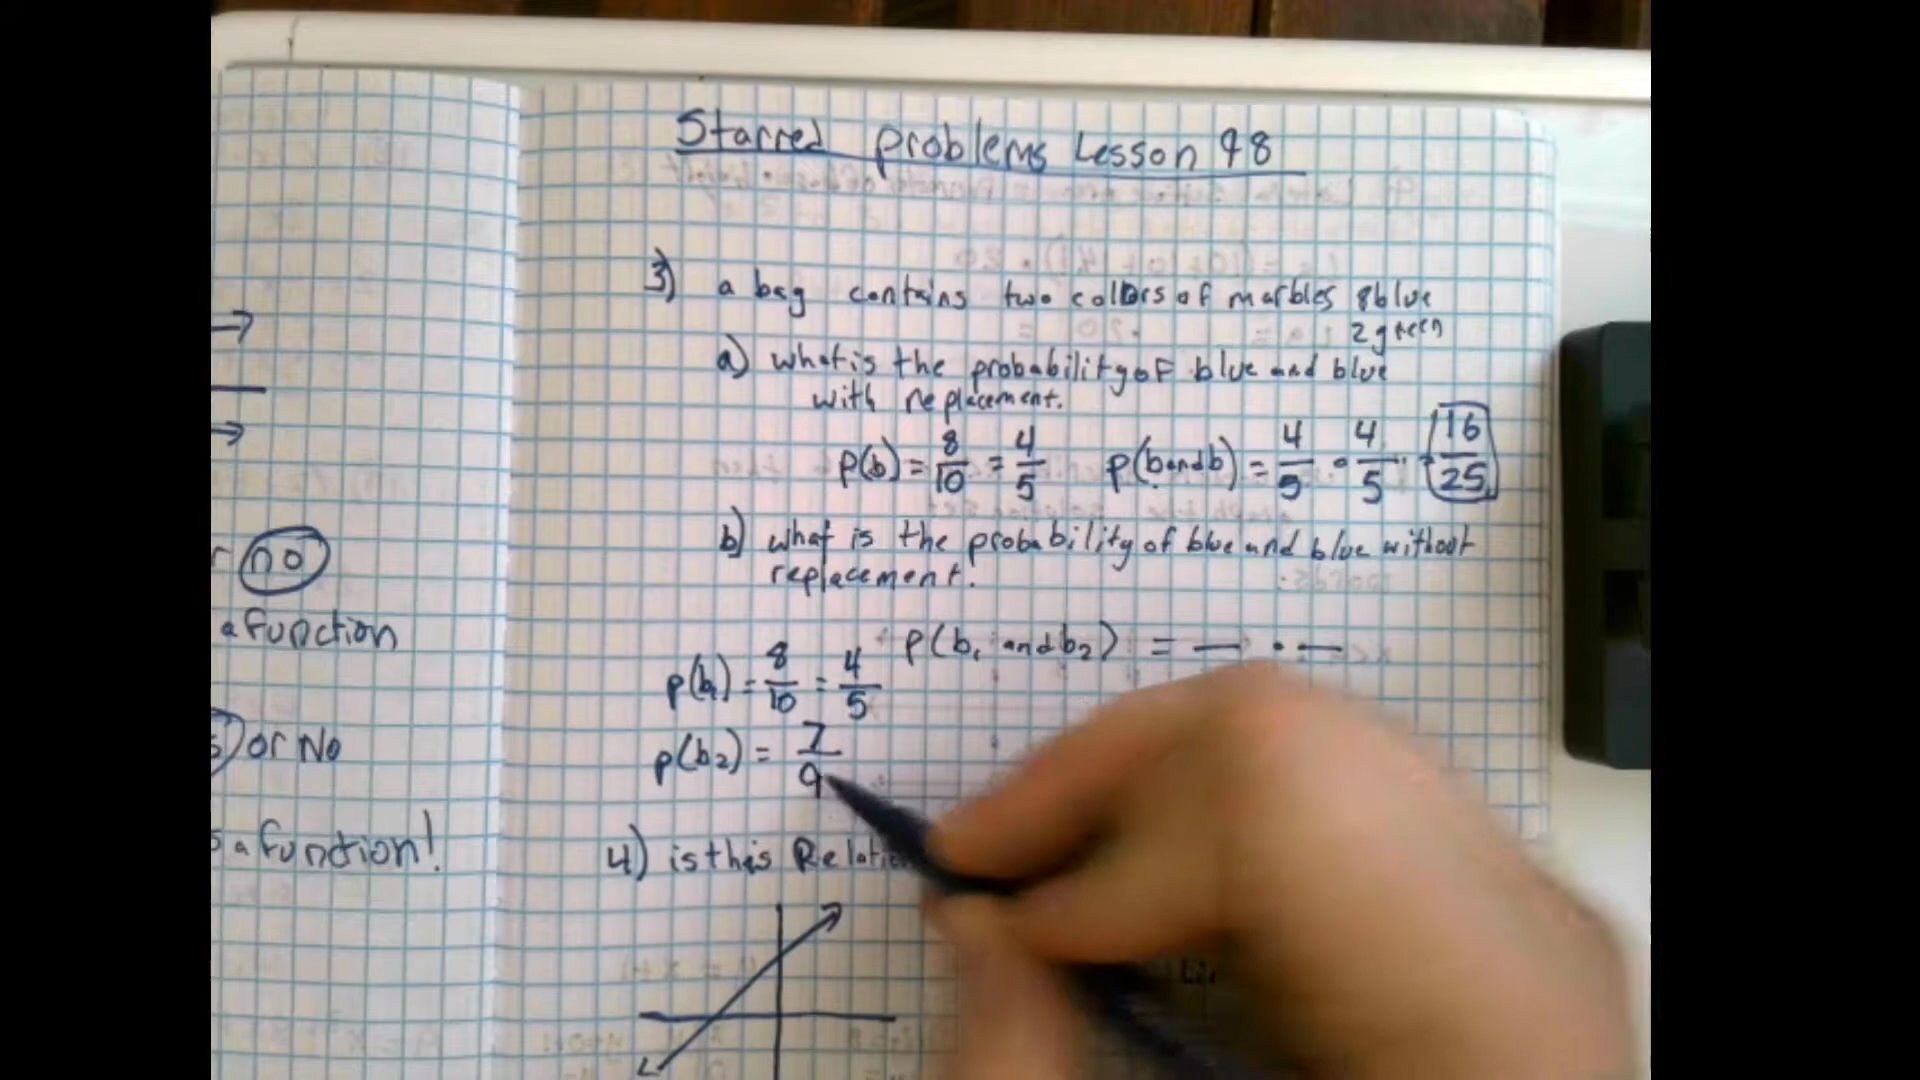 Starred problems Lesson 98
3) a bag contains two colors of marbles 8 blue
2 green
a) what is the probability of blue and blue
with replacement.
p(b) = 8/10 = 4/5 p(b and b) = 4/5 • 4/5 = 16/25
b) what is the probability of blue and blue without
replacement.
p(b1 and b2) = — • —
p(b1) = 8/10 = 4/5
p(b2) = 7/9
4) is this
no
a function
or No
a function!